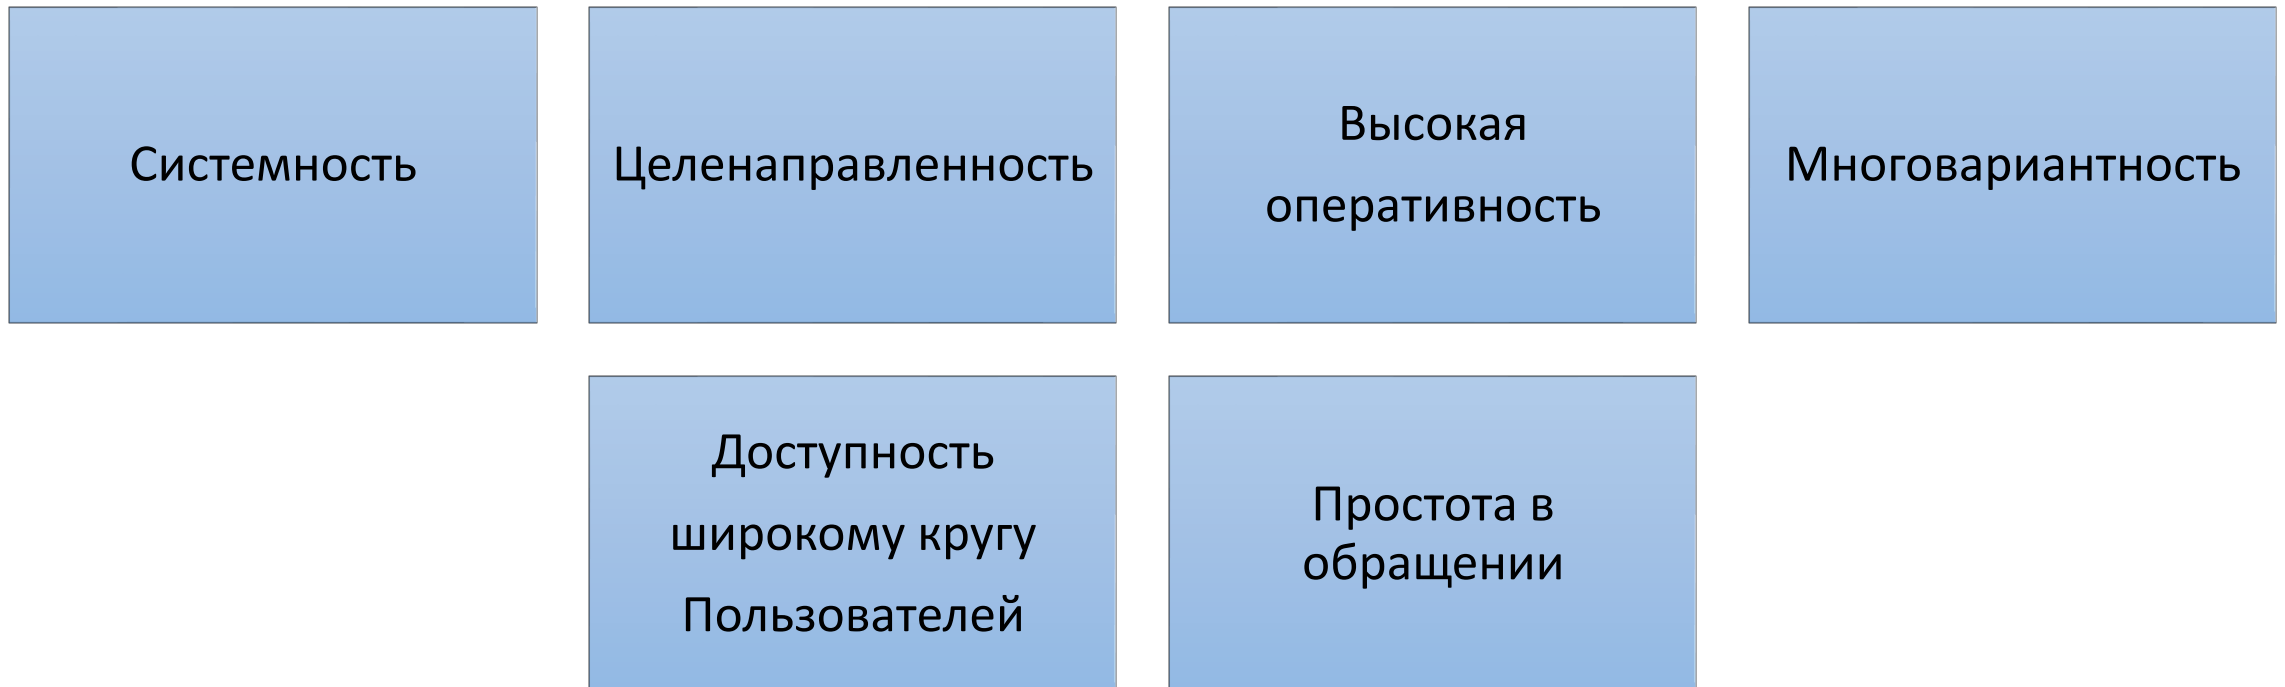 Системность
Целенаправленность
Высокая
оперативность
Многовариантность
Доступность
широкому кругу
Пользователей
Простота в
обращении